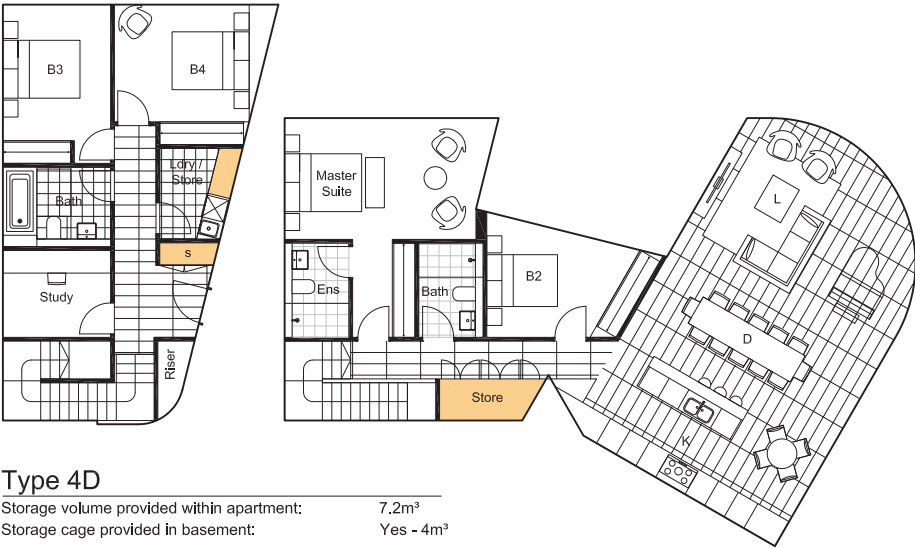 B3
B4
Ldry /
Store
Bath
s
Study
Riser
Master
Suite
L
Ens
Bath
B2
D
Store
K
Type 4D
Storage volume provided within apartment: 7.2m³
Storage cage provided in basement: Yes - 4m³